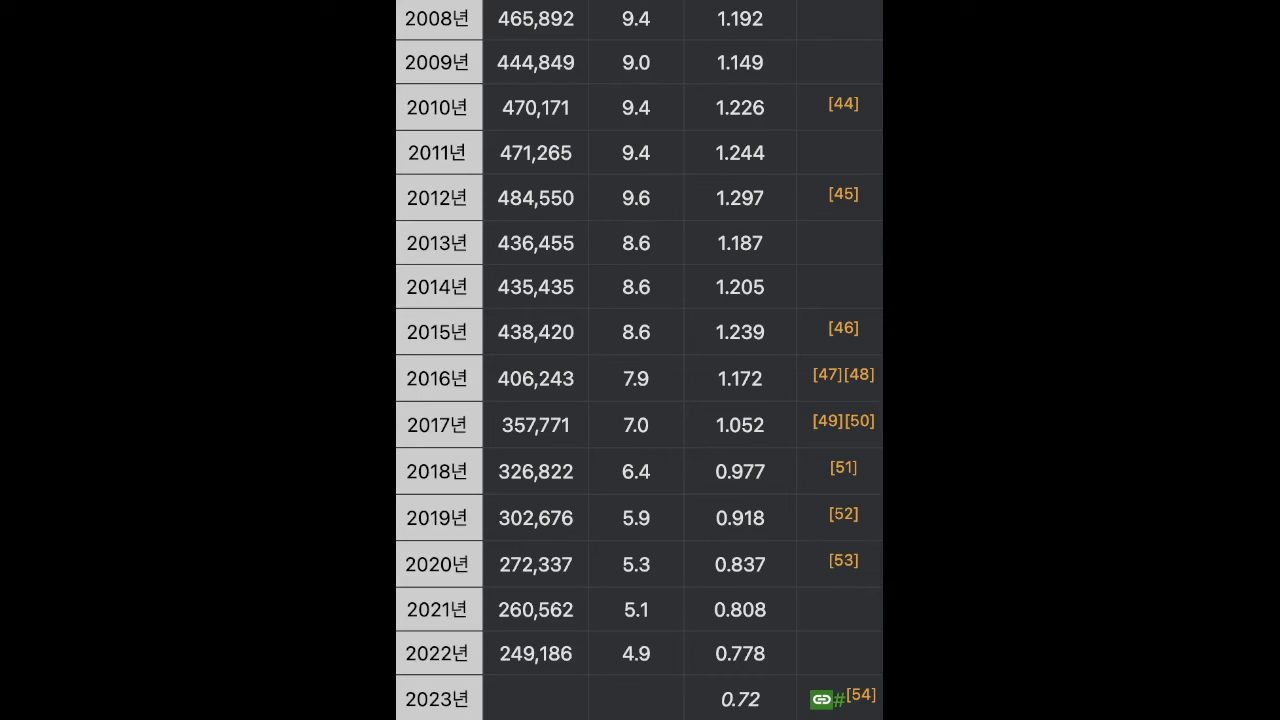 2008년 465,892 9.4 1.192
2009년 444,849 9.0 1.149
2010년 470,171 9.4 1.226 [44]
2011년 471,265 9.4 1.244
2012년 484,550 9.6 1.297 [45]
2013년 436,455 8.6 1.187
2014년 435,435 8.6 1.205
2015년 438,420 8.6 1.239 [46]
2016년 406,243 7.9 1.172 [47][48]
2017년 357,771 7.0 1.052 [49][50]
2018년 326,822 6.4 0.977 [51]
2019년 302,676 5.9 0.918 [52]
2020년 272,337 5.3 0.837 [53]
2021년 260,562 5.1 0.808
2022년 249,186 4.9 0.778
2023년 0.72 #[54]